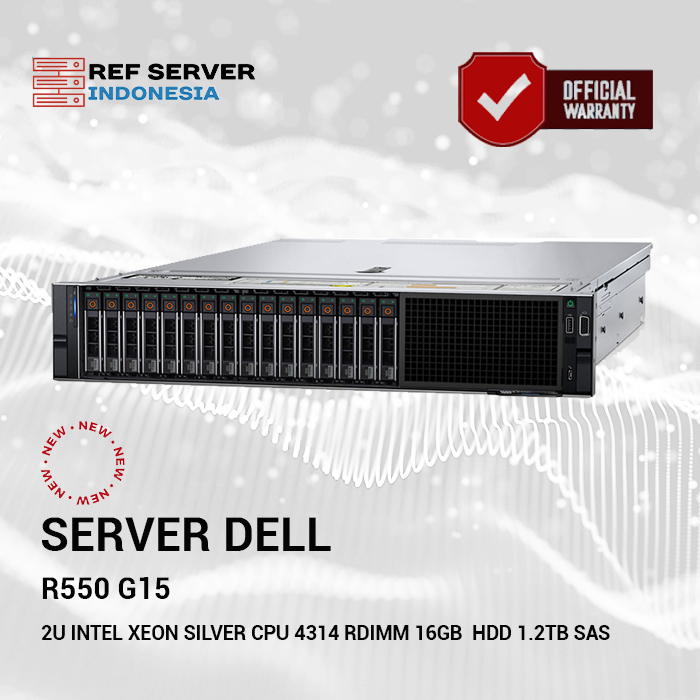 REF SERVER
INDONESIA
OFFICIAL
WARRANTY
NEW • NEW • NEW • NEW • NEW •
SERVER DELL
R550 G15
2U INTEL XEON SILVER CPU 4314 RDIMM 16GB HDD 1.2TB SAS